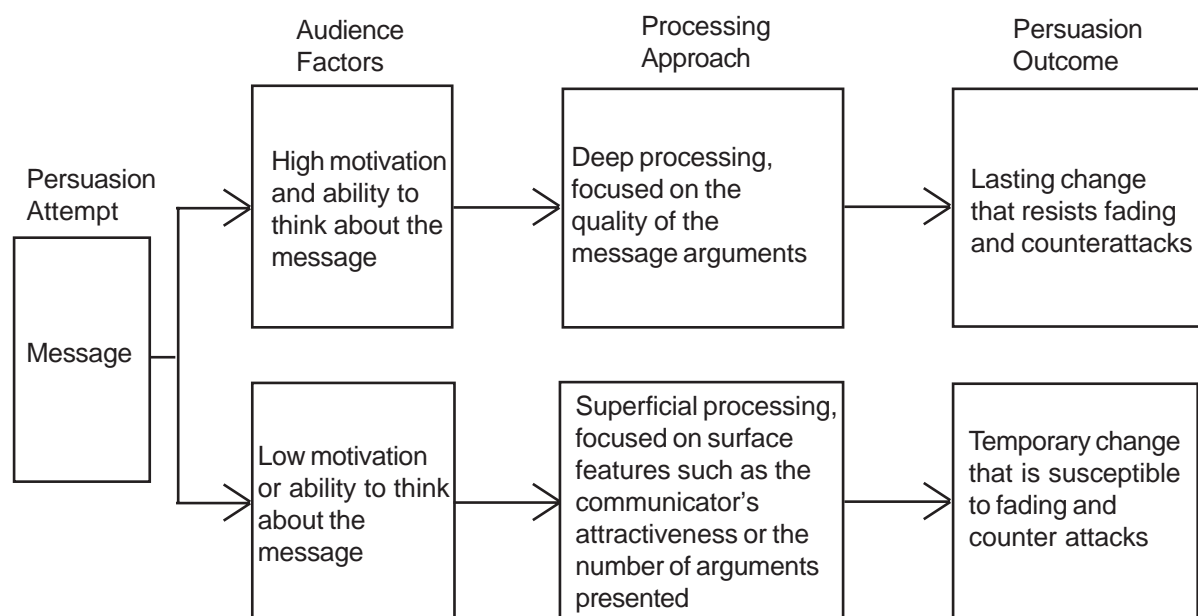 Audience
Factors
Processing
Approach
Persuasion
Outcome
Persuasion
Attempt
Message
High motivation
and ability to
think about the
message
Deep processing,
focused on the
quality of the
message arguments
Lasting change
that resists fading
and counterattacks
Low motivation
or ability to think
about the
message
Superficial processing,
focused on surface
features such as the
communicator's
attractiveness or the
number of arguments
presented
Temporary change
that is susceptible
to fading and
counter attacks